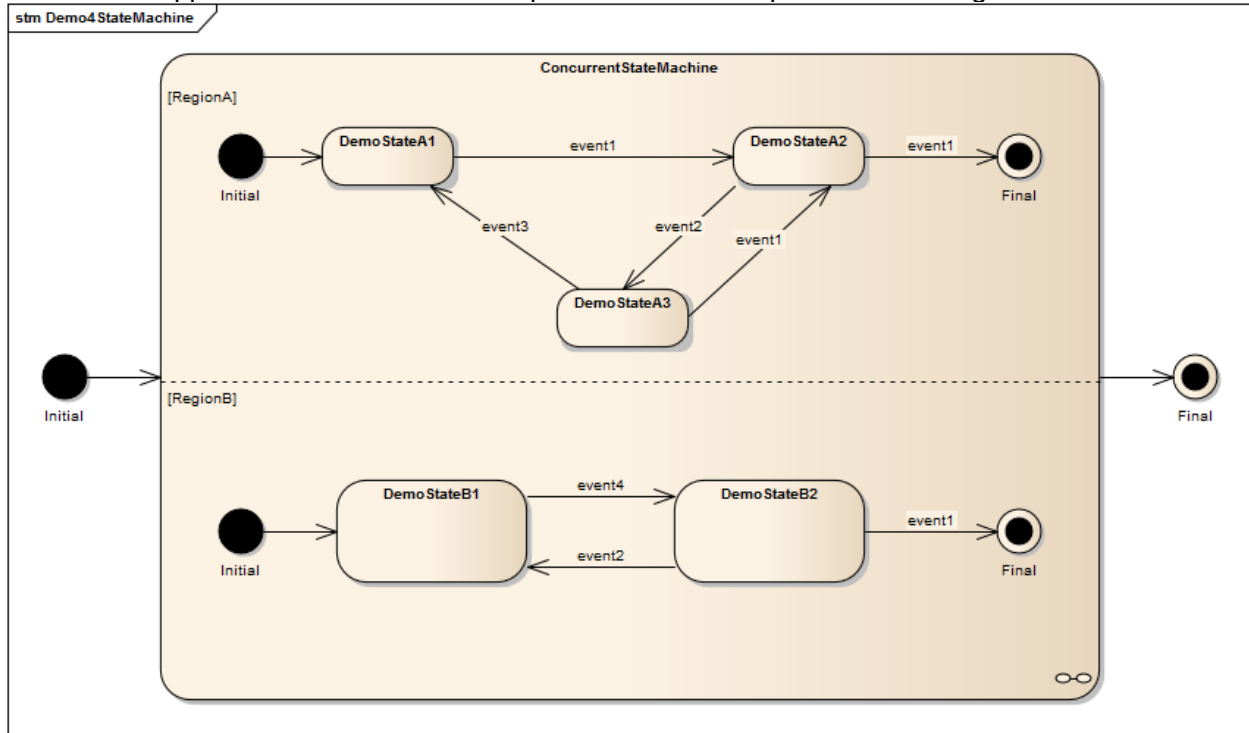 stm Demo4StateMachine
ConcurrentStateMachine
[RegionA]
DemoStateA1
event1
DemoStateA2
event1
Initial
Final
event3
event2
event1
DemoStateA3
Initial
Final
[RegionB]
DemoStateB1
event4
DemoStateB2
event1
event2
Initial
Final